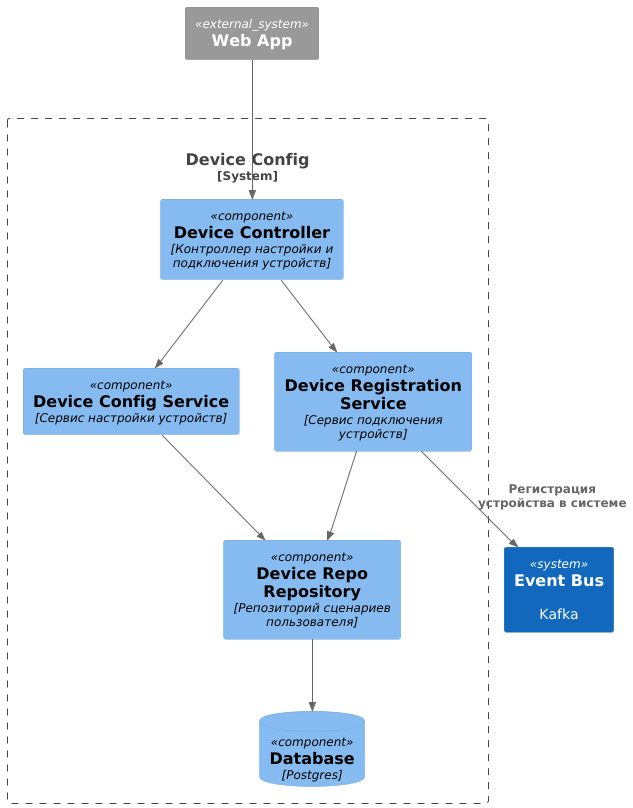 «external_system»
Web App
Device Config
[System]
«component»
Device Controller
[Контроллер настройки и
подключения устройств]
«component»
Device Config Service
[Сервис настройки устройств]
«component»
Device Registration
Service
[Сервис подключения
устройств]
Регистрация
устройства в системе
«component»
Device Repo
Repository
[Репозиторий сценариев
пользователя]
«system»
Event Bus
Kafka
«component»
Database
[Postgres]